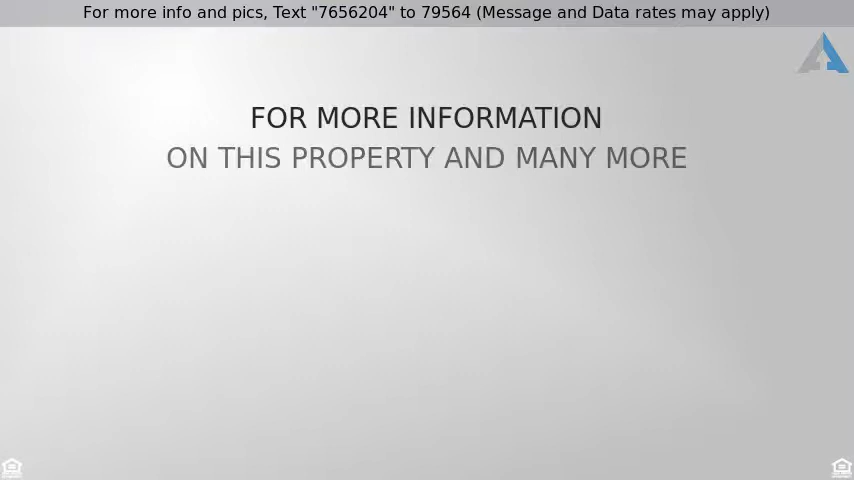 For more info and pics, Text "7656204" to 79564 (Message and Data rates may apply)
FOR MORE INFORMATION
ON THIS PROPERTY AND MANY MORE